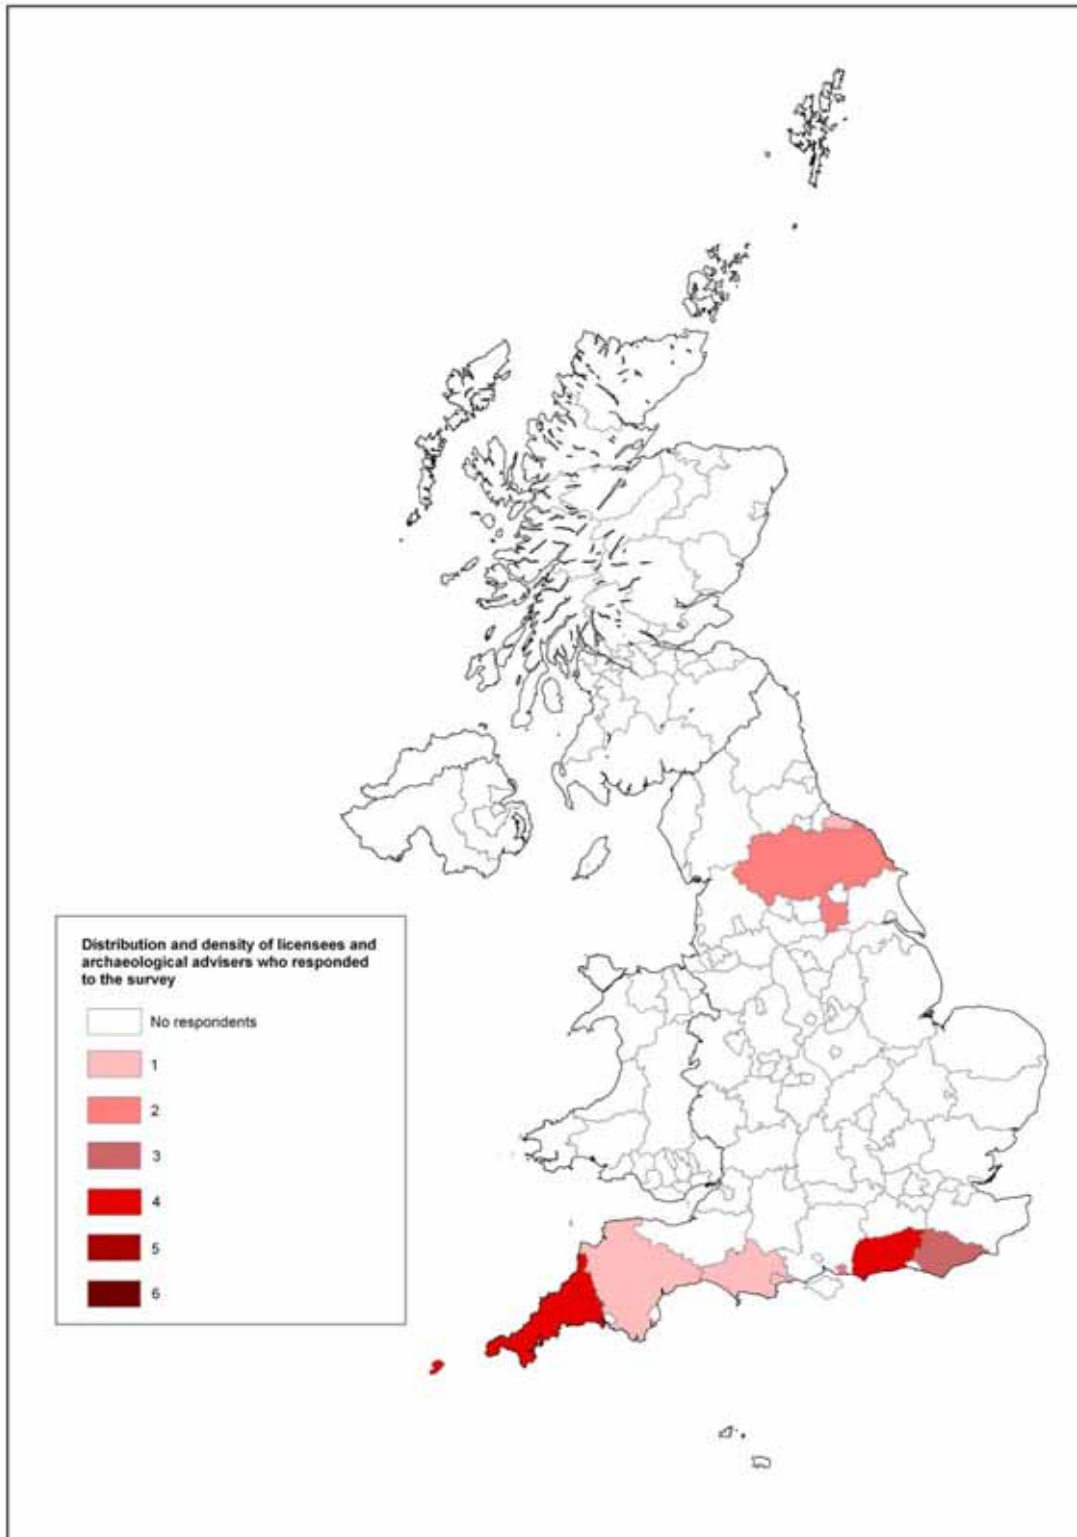 Distribution and density of licensees and
archaeological advisers who responded
to the survey
No respondents
1
2
3
4
5
6